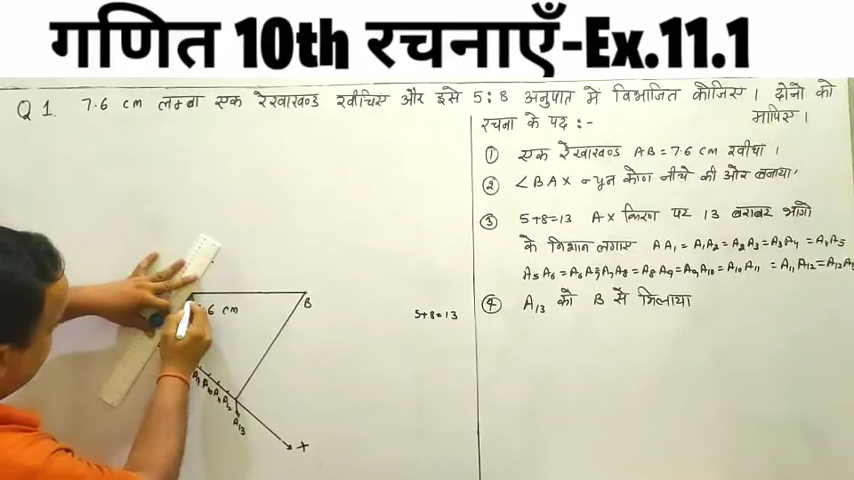 गणित 10th रचनाएँ-Ex.11.1
Q 1. 7.6 cm लम्बा एक रेखाखण्ड खींचिए और इसे 5:8 अनुपात में विभाजित कीजिए। दोनों को
मापिए।
रचना के पद :-
① एक रेखाखण्ड AB = 7.6 cm खींचा।
② ∠BAX न्यून कोण नीचे की ओर बनाया।
③ 5+8=13 AX किरण पर 13 बराबर भागों
के निशान लगाए AA₁ = A₁A₂ = A₂A₃ = A₃A₄ = A₄A₅
A₅A₆ = A₆A₇ = A₇A₈ = A₈A₉ = A₉A₁₀ = A₁₀A₁₁ = A₁₁A₁₂ = A₁₂A₁₃
④ A₁₃ को B से मिलाया
5+8=13
B
.6 cm
A₁₃
X